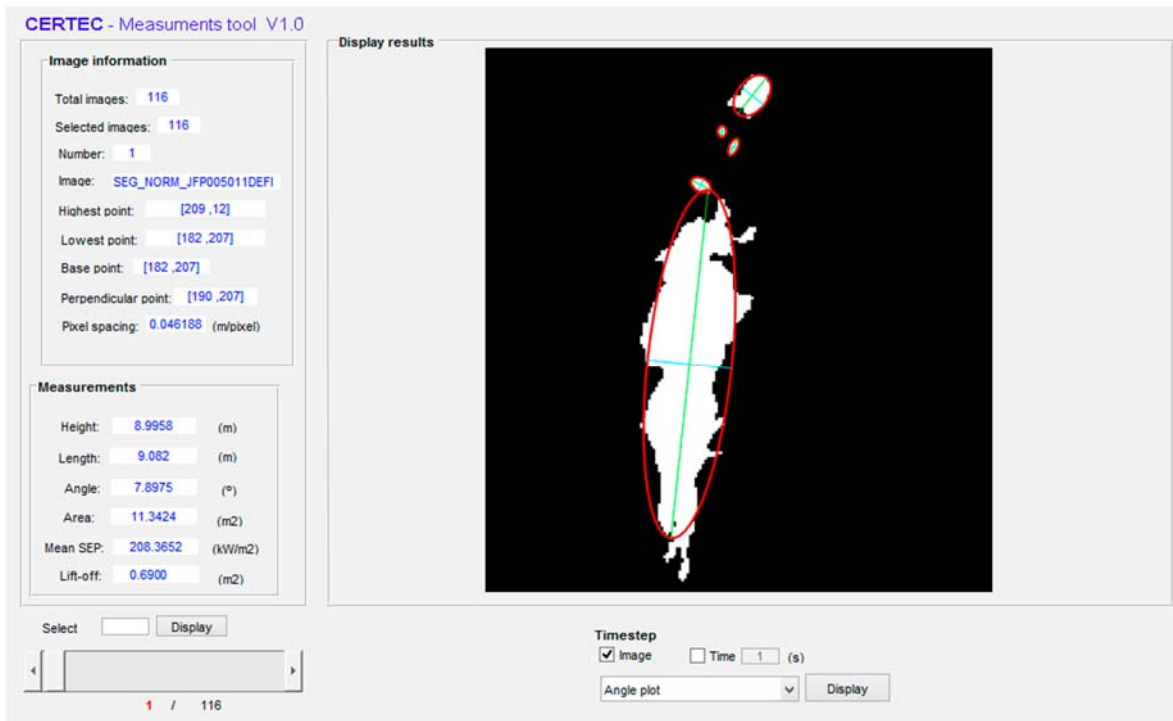 CERTEC - Measuments tool V1.0
Image information
Total images: 116
Selected images: 116
Number: 1
Image: SEG_NORM_JFP005011DEFI
Highest point: [209 ,12]
Lowest point: [182 ,207]
Base point: [182 ,207]
Perpendicular point: [190 ,207]
Pixel spacing: 0.046188 (m/pixel)
Measurements
Height: 8.9958 (m)
Length: 9.082 (m)
Angle: 7.8975 (º)
Area: 11.3424 (m2)
Mean SEP: 208.3652 (kW/m2)
Lift-off: 0.6900 (m2)
Select Display
1 / 116
Display results
Timestep
Image Time 1 (s)
Angle plot Display